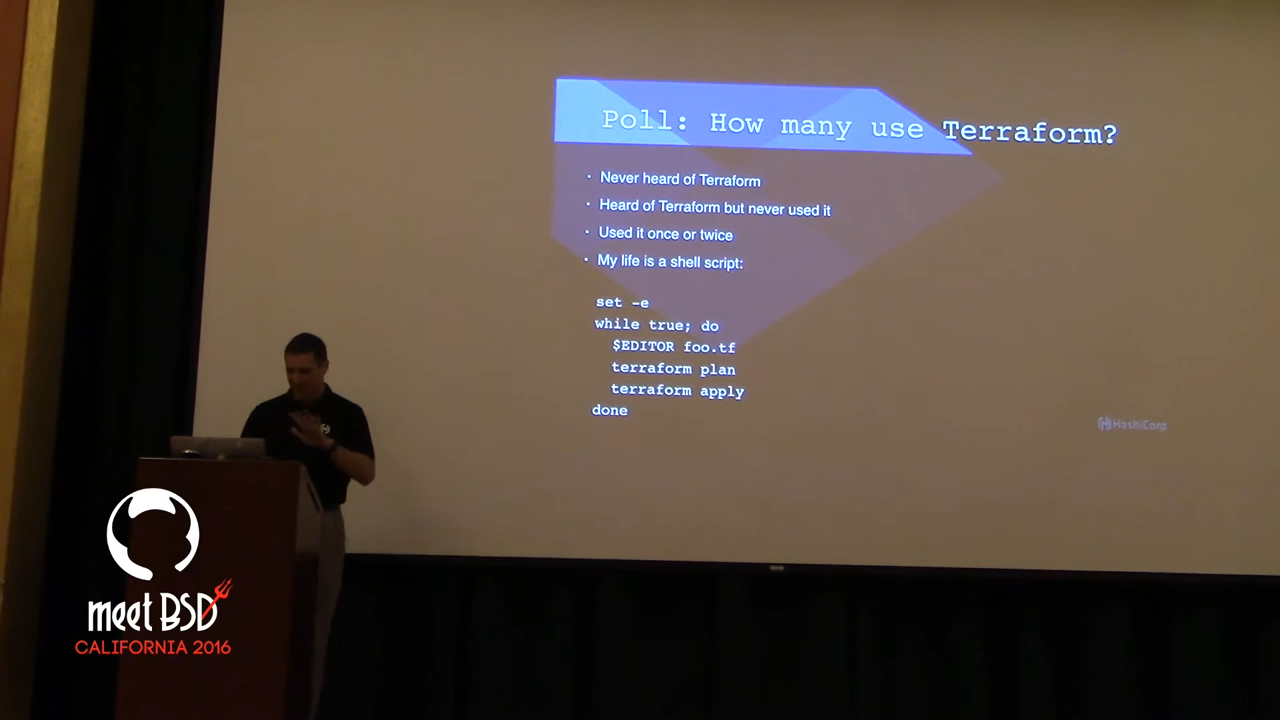 Poll: How many use Terraform?
· Never heard of Terraform
· Heard of Terraform but never used it
· Used it once or twice
· My life is a shell script:
set -e
while true; do
$EDITOR foo.tf
terraform plan
terraform apply
done
HashiCorp
meet BSD
CALIFORNIA 2016